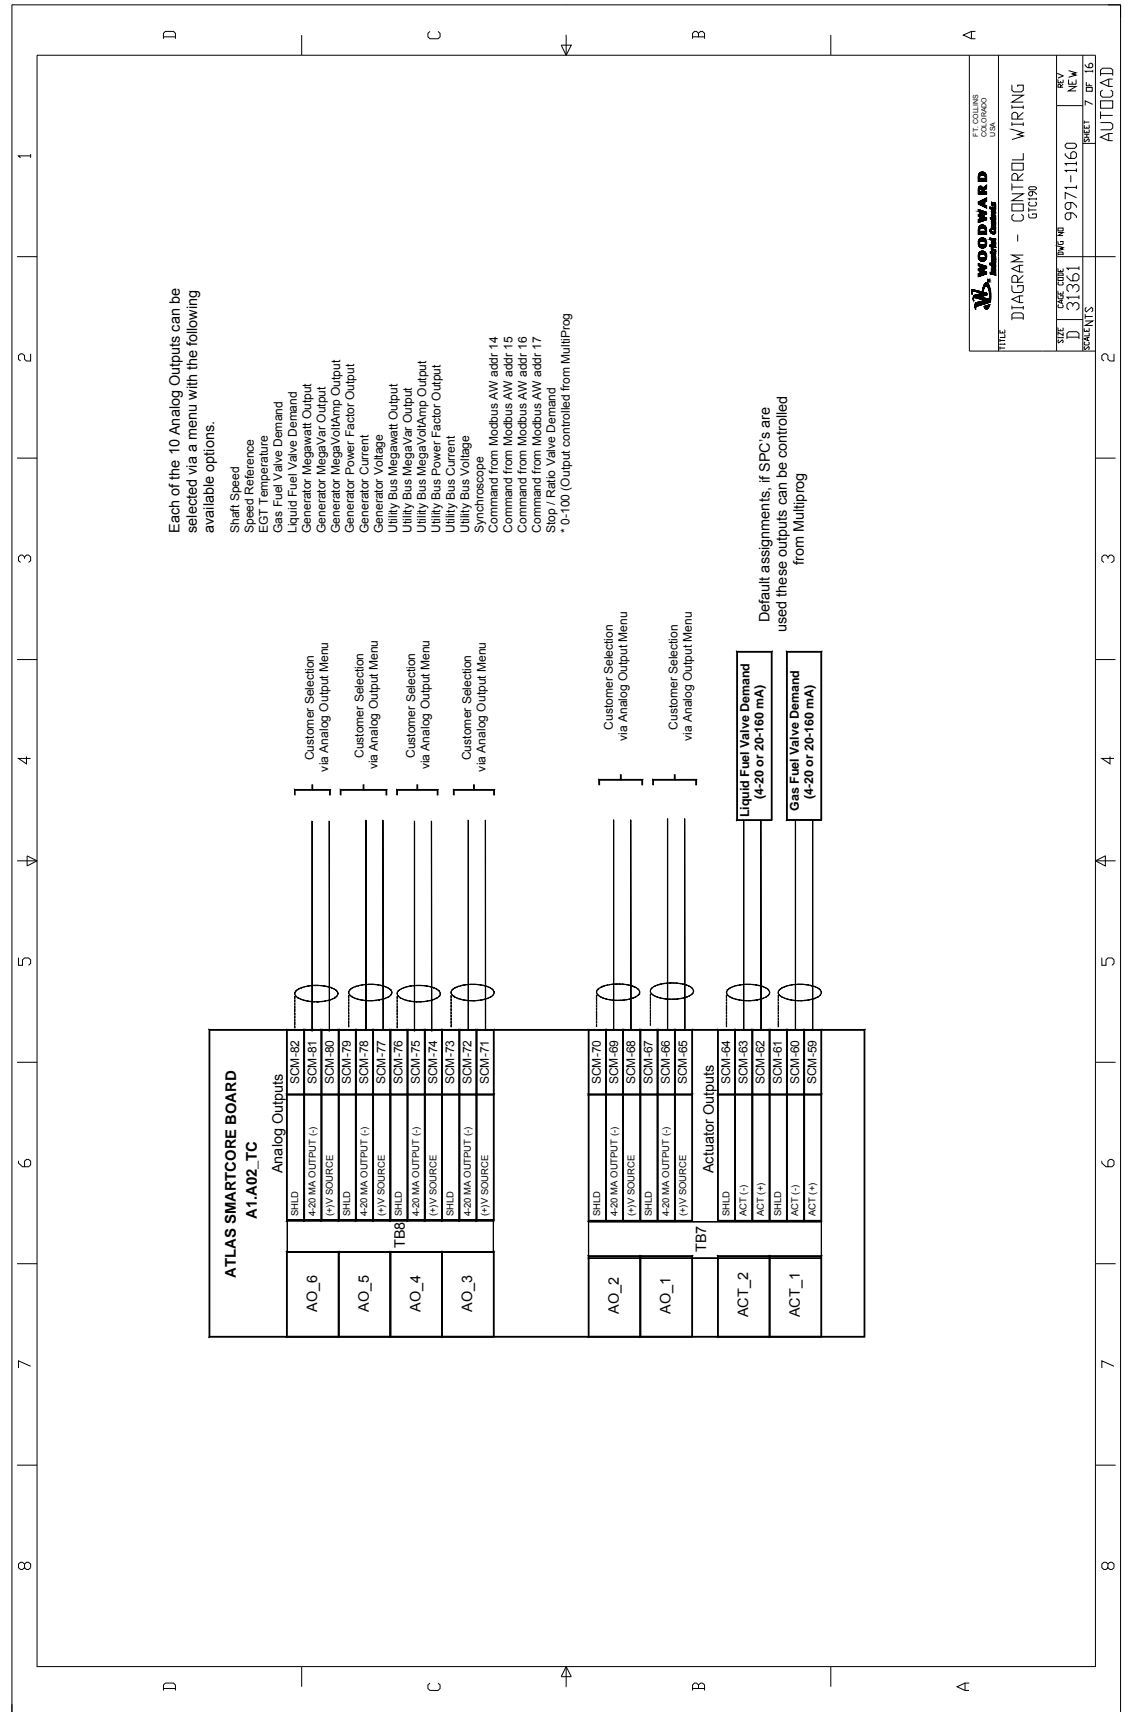 8
7
6
5
4
3
2
1
D
C
B
A
ATLAS SMARTCORE BOARD
A1.A02_TC
Analog Outputs
AO_6
AO_5
AO_4
AO_3
TB8
SHLD SCM-82
4-20 MA OUTPUT (-) SCM-81
(+)V SOURCE SCM-80
SHLD SCM-79
4-20 MA OUTPUT (-) SCM-78
(+)V SOURCE SCM-77
SHLD SCM-76
4-20 MA OUTPUT (-) SCM-75
(+)V SOURCE SCM-74
SHLD SCM-73
4-20 MA OUTPUT (-) SCM-72
(+)V SOURCE SCM-71
Customer Selection
via Analog Output Menu
Customer Selection
via Analog Output Menu
Customer Selection
via Analog Output Menu
Customer Selection
via Analog Output Menu
AO_2
AO_1
TB7
SHLD SCM-70
4-20 MA OUTPUT (-) SCM-69
(+)V SOURCE SCM-68
SHLD SCM-67
4-20 MA OUTPUT (-) SCM-66
(+)V SOURCE SCM-65
Customer Selection
via Analog Output Menu
Customer Selection
via Analog Output Menu
Actuator Outputs
ACT_2
ACT_1
SHLD SCM-64
ACT (-) SCM-63
ACT (+) SCM-62
SHLD SCM-61
ACT (-) SCM-60
ACT (+) SCM-59
Liquid Fuel Valve Demand
(4-20 or 20-160 mA)
Gas Fuel Valve Demand
(4-20 or 20-160 mA)
Default assignments, if SPC's are
used these outputs can be controlled
from Multiprog
Each of the 10 Analog Outputs can be
selected via a menu with the following
available options.
Shaft Speed
Speed Reference
EGT Temperature
Gas Fuel Valve Demand
Liquid Fuel Valve Demand
Generator Megawatt Output
Generator MegaVar Output
Generator MegaVoltAmp Output
Generator Power Factor Output
Generator Current
Generator Voltage
Utility Bus Megawatt Output
Utility Bus MegaVar Output
Utility Bus MegaVoltAmp Output
Utility Bus Power Factor Output
Utility Bus Current
Utility Bus Voltage
Synchroscope
Command from Modbus AW addr 14
Command from Modbus AW addr 15
Command from Modbus AW addr 16
Command from Modbus AW addr 17
Stop / Ratio Valve Demand
* 0-100 (Output controlled from MultiProg
WOODWARD
Industrial Controls
FT. COLLINS
COLORADO
USA
TITLE
DIAGRAM - CONTROL WIRING
GTC190
SIZE
D
CAGE CODE
31361
DWG NO
9971-1160
REV
NEW
SCALE NTS
SHEET 7 OF 16
AUTOCAD
D
C
B
A
8
7
6
5
4
3
2
1